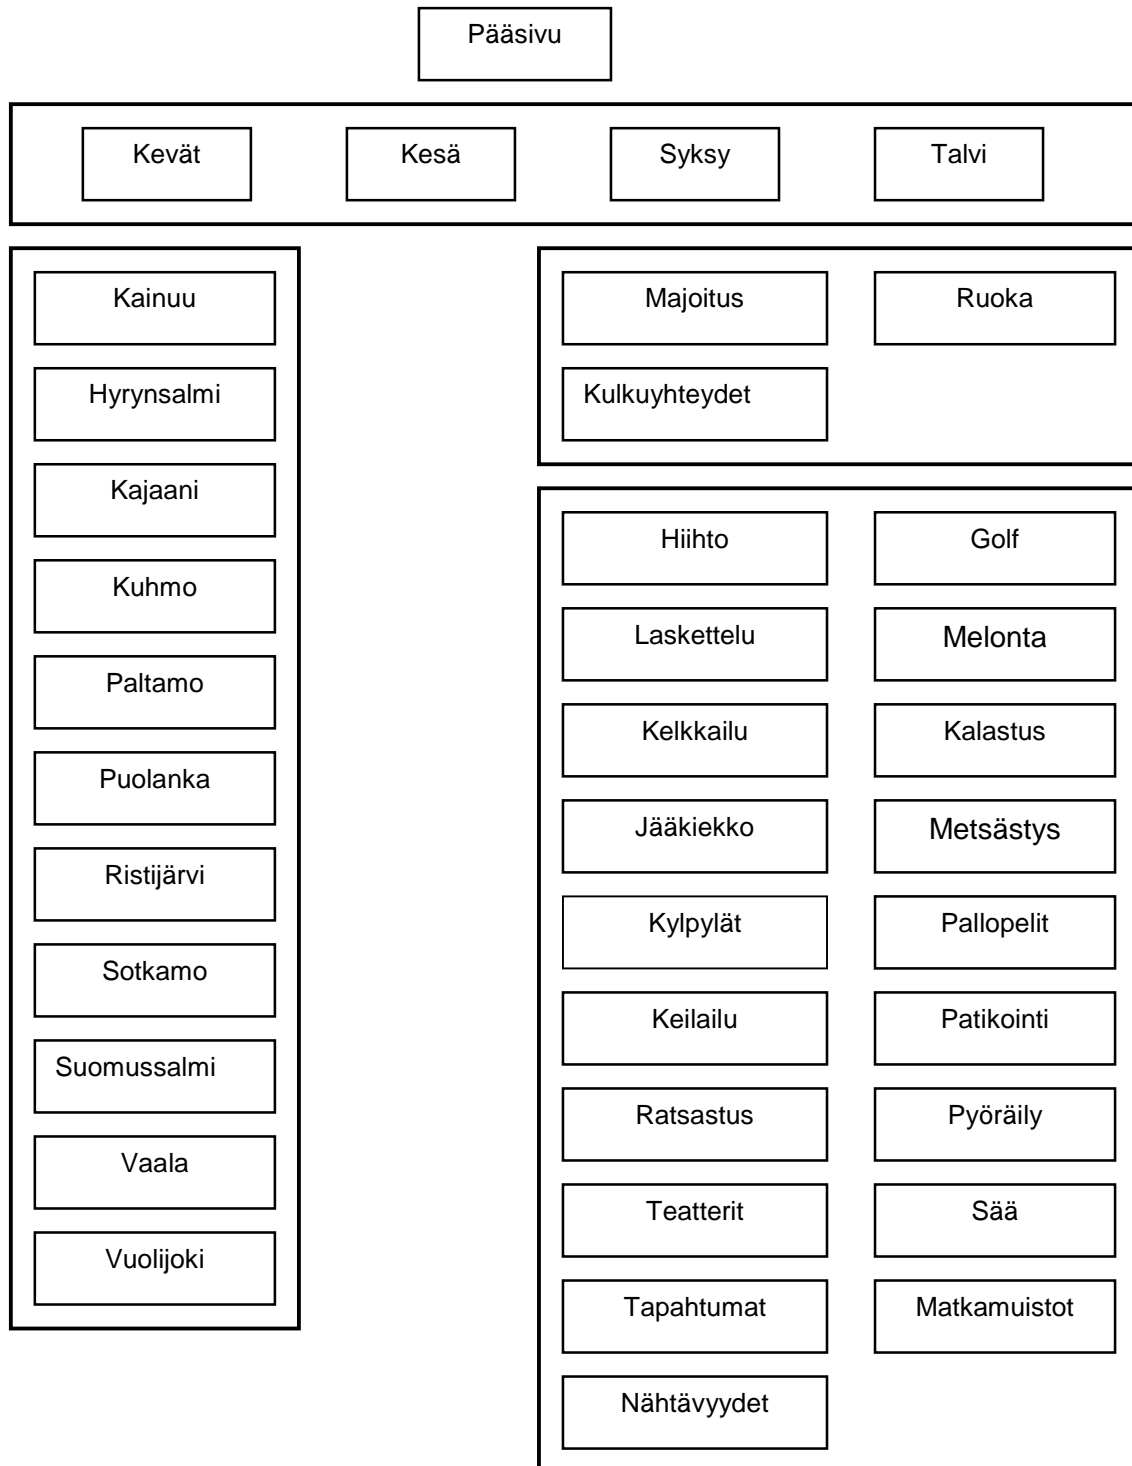 Pääsivu
Kevät
Kesä
Syksy
Talvi
Kainuu
Hyrynsalmi
Kajaani
Kuhmo
Paltamo
Puolanka
Ristijärvi
Sotkamo
Suomussalmi
Vaala
Vuolijoki
Majoitus
Ruoka
Kulkuyhteydet
Hiihto
Golf
Laskettelu
Melonta
Kelkkailu
Kalastus
Jääkiekko
Metsästys
Kylpylät
Pallopelit
Keilailu
Patikointi
Ratsastus
Pyöräily
Teatterit
Sää
Tapahtumat
Matkamuistot
Nähtävyydet